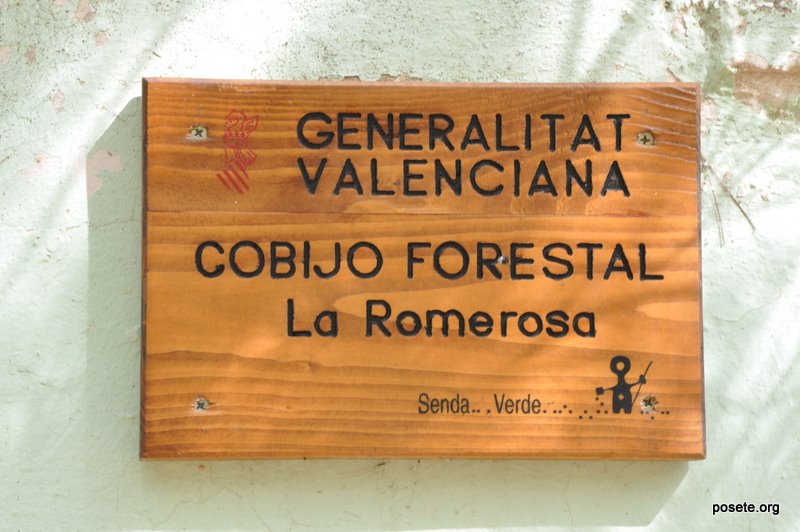 GENERALITAT
VALENCIANA
COBIJO FORESTAL
La Romerosa
Senda... .Verde. ..
posete.org